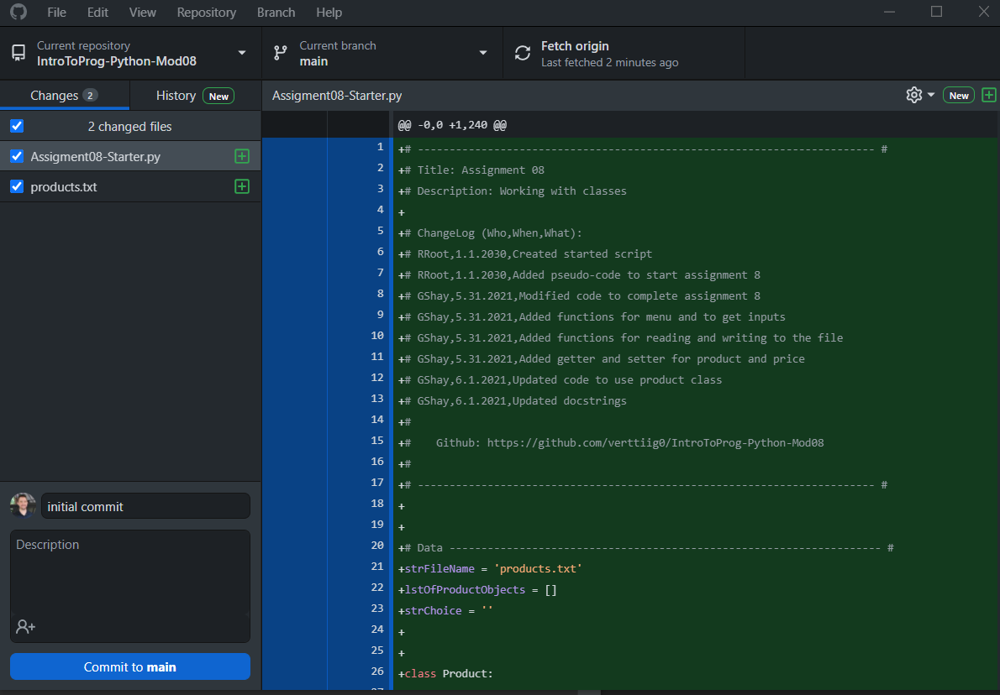 File Edit View Repository Branch Help
Current repository
IntroToProg-Python-Mod08
Current branch
main
Fetch origin
Last fetched 2 minutes ago
Changes 2
History New
Assigment08-Starter.py
New
2 changed files
Assigment08-Starter.py
products.txt
initial commit
Description
Commit to main
@@ -0,0 +1,240 @@
1 +# ------------------------------------------------------------------------ #
2 +# Title: Assignment 08
3 +# Description: Working with classes
4 +
5 +# ChangeLog (Who,When,What):
6 +# RRoot,1.1.2030,Created started script
7 +# RRoot,1.1.2030,Added pseudo-code to start assignment 8
8 +# GShay,5.31.2021,Modified code to complete assignment 8
9 +# GShay,5.31.2021,Added functions for menu and to get inputs
10 +# GShay,5.31.2021,Added functions for reading and writing to the file
11 +# GShay,5.31.2021,Added getter and setter for product and price
12 +# GShay,6.1.2021,Updated code to use product class
13 +# GShay,6.1.2021,Updated docstrings
14 +#
15 +#    Github: https://github.com/verttiig0/IntroToProg-Python-Mod08
16 +#
17 +# ------------------------------------------------------------------------ #
18 +
19 +
20 +# Data -------------------------------------------------------------------- #
21 +strFileName = 'products.txt'
22 +lstOfProductObjects = []
23 +strChoice = ''
24 +
25 +
26 +class Product: